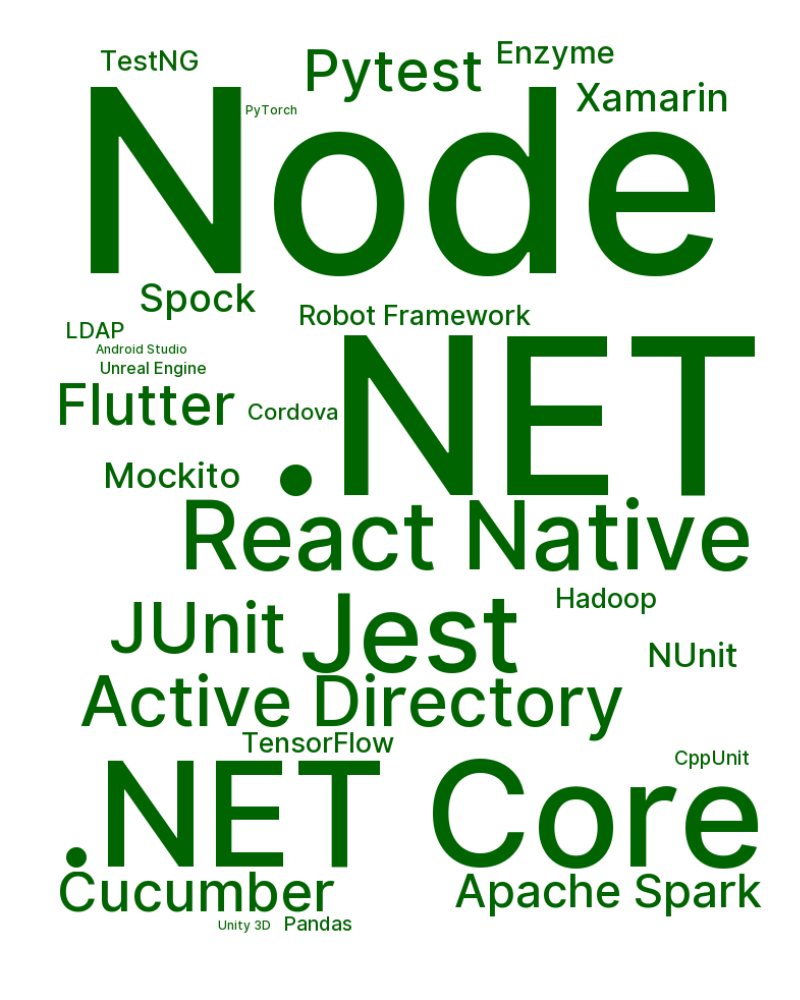 TestNG
Pytest
Enzyme
Xamarin
PyTorch
Node
Spock
Robot Framework
LDAP
Android Studio
Unreal Engine
Flutter
Cordova
.NET
Mockito
React Native
Hadoop
JUnit
Jest
NUnit
Active Directory
TensorFlow
CppUnit
.NET Core
Cucumber
Apache Spark
Unity 3D
Pandas